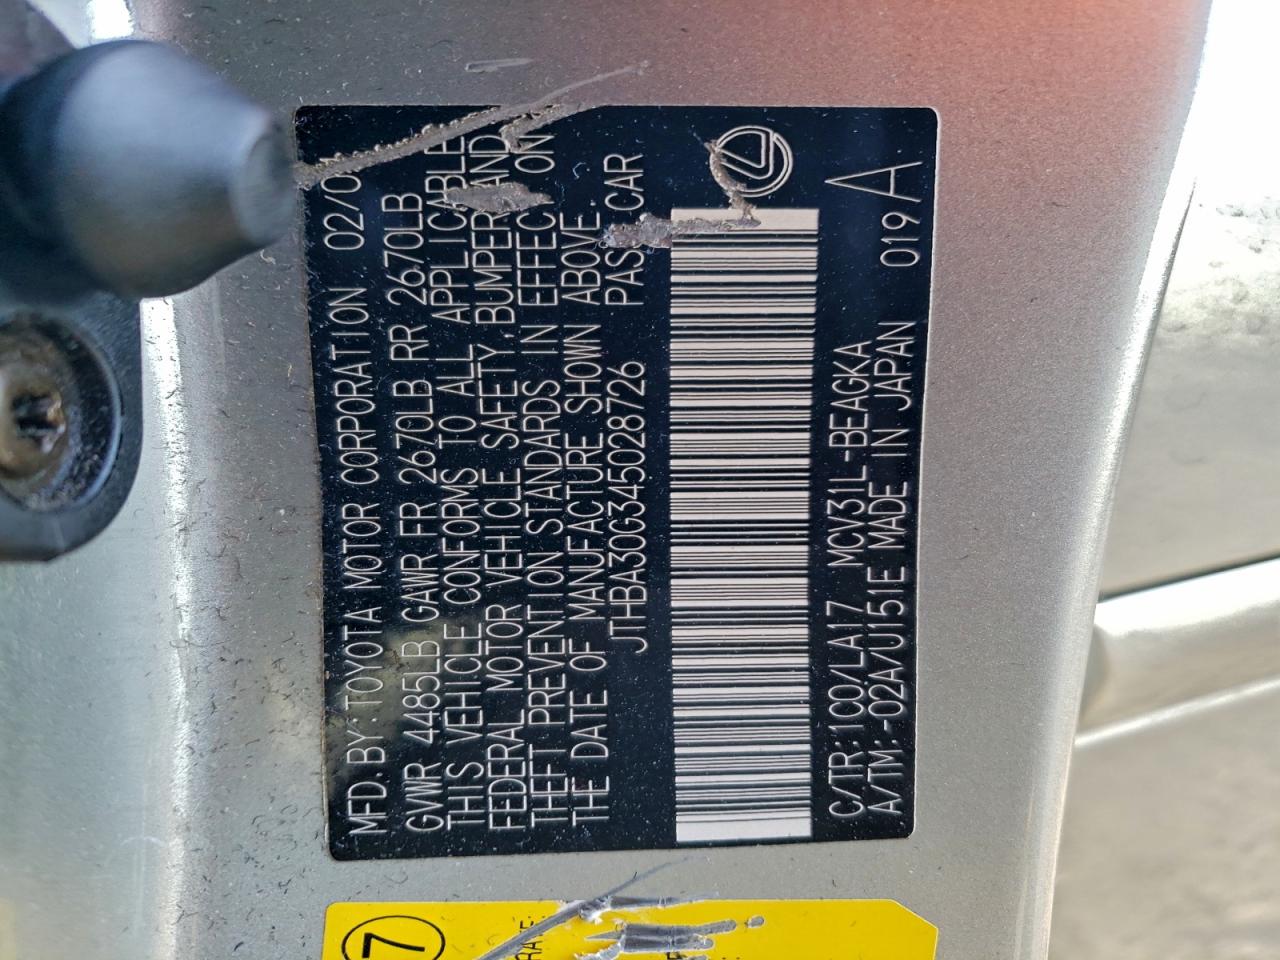 MFD.BY:TOYOTA MOTOR CORPORATION 02/0
GVWR 4485LB GAWR FR 2670LB RR 2670LB
THIS VEHICLE CONFORMS TO ALL APPLICABLE
FEDERAL MOTOR VEHICLE SAFETY,BUMPER,AND
THEFT PREVENTION STANDARDS IN EFFECT ON
THE DATE OF MANUFACTURE SHOWN ABOVE.
JTHBA30G345028726 PASS CAR
C/TR:1C0/LA17 MCV31L-BEAGKA
A/TM:-02A/U151E MADE IN JAPAN 019 A
7